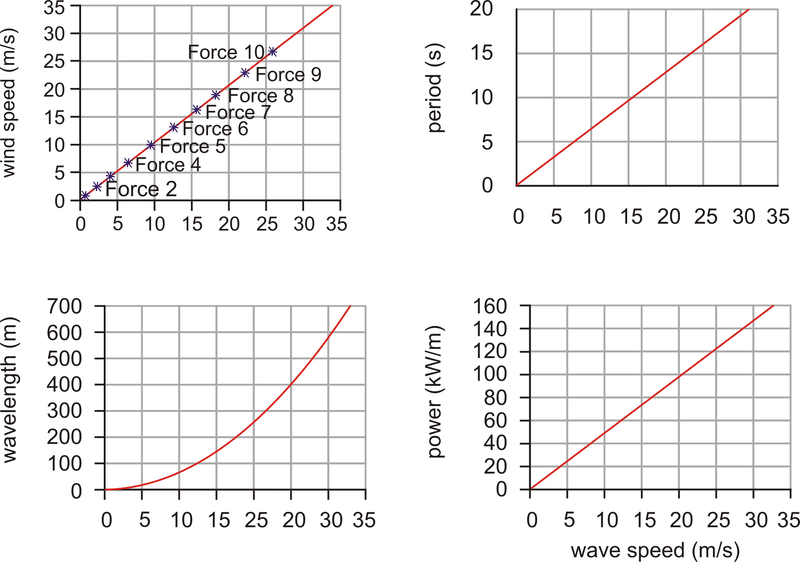 wind speed (m/s)
35
30
25
20
15
10
5
0
Force 10
Force 9
Force 8
Force 7
Force 6
Force 5
Force 4
Force 2
0 5 10 15 20 25 30 35
period (s)
20
15
10
5
0
0 5 10 15 20 25 30 35
wavelength (m)
700
600
500
400
300
200
100
0
0 5 10 15 20 25 30 35
power (kW/m)
160
140
120
100
80
60
40
20
0
0 5 10 15 20 25 30 35
wave speed (m/s)